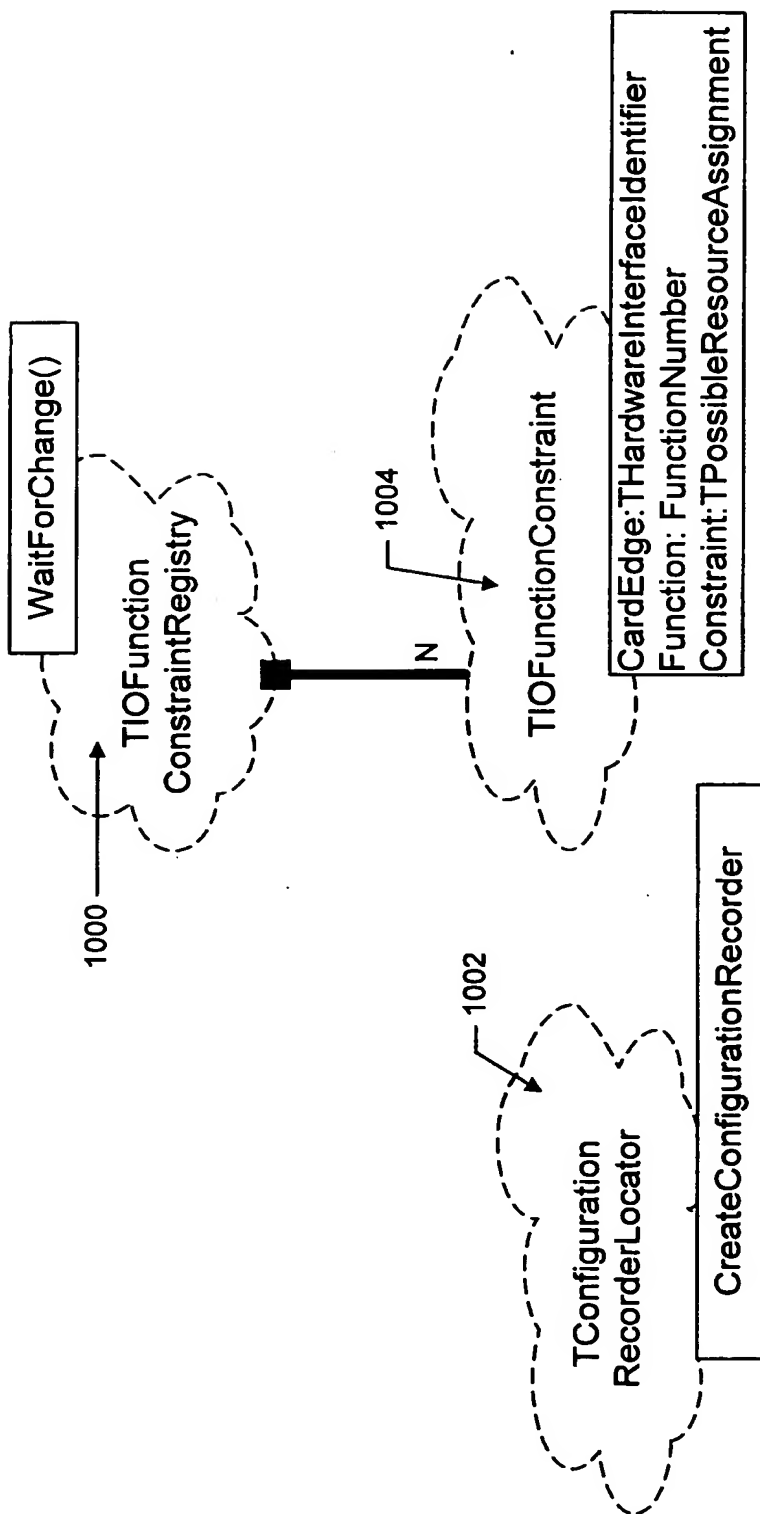 WaitForChange()
TIOFunction
ConstraintRegistry
1000
N
1004
TIOFunctionConstraint
CardEdge:THardwareInterfaceIdentifier
Function: FunctionNumber
Constraint:TPossibleResourceAssignment
1002
TConfiguration
RecorderLocator
CreateConfigurationRecorder